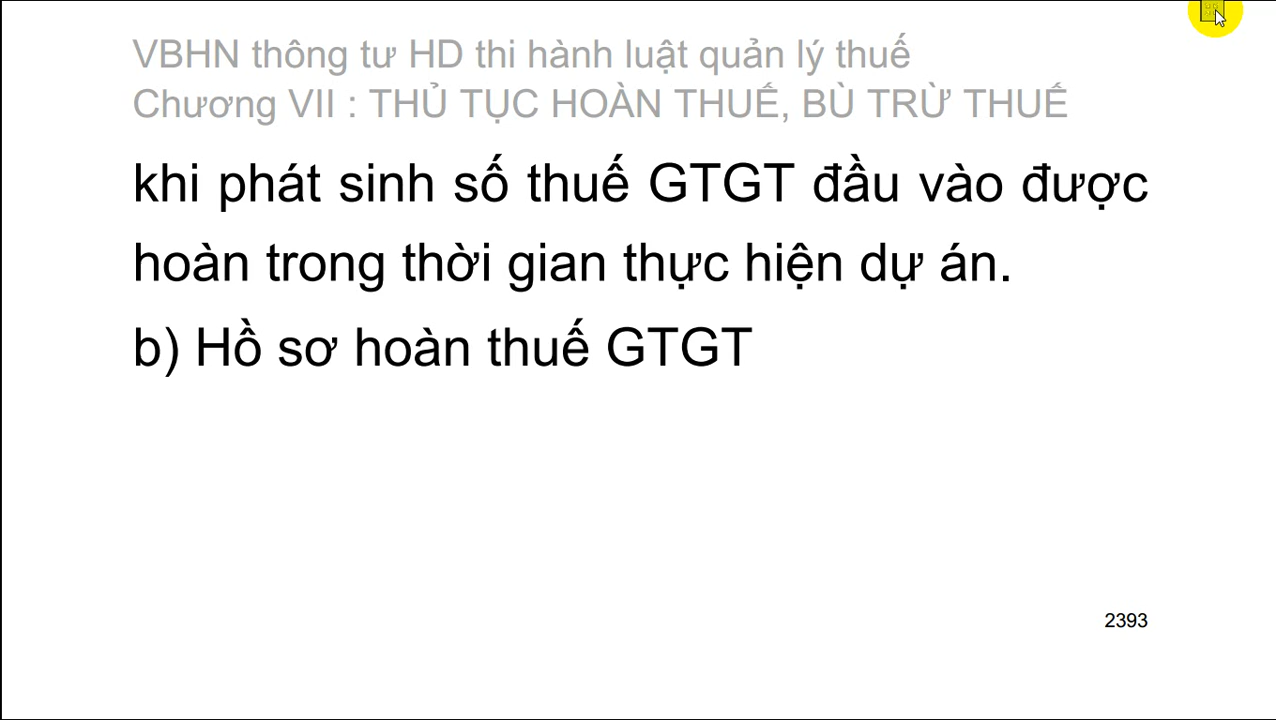 VBHN thông tư HD thi hành luật quản lý thuế
Chương VII : THỦ TỤC HOÀN THUẾ, BÙ TRỪ THUẾ
khi phát sinh số thuế GTGT đầu vào được
hoàn trong thời gian thực hiện dự án.
b) Hồ sơ hoàn thuế GTGT
2393